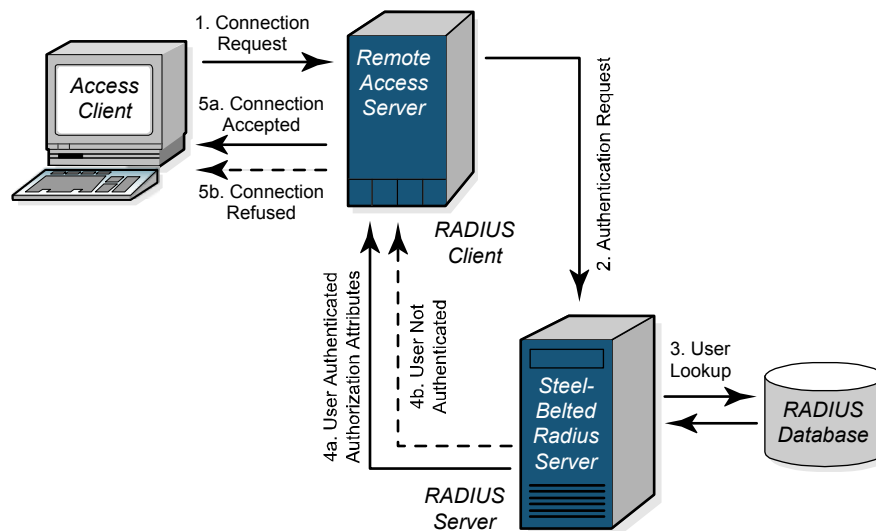 1. Connection
Request
Access
Client
Remote
Access
Server
5a. Connection
Accepted
5b. Connection
Refused
RADIUS
Client
2. Authentication Request
4a. User Authenticated
Authorization Attributes
4b. User Not
Authenticated
3. User
Lookup
Steel-
Belted
Radius
Server
RADIUS
Database
RADIUS
Server